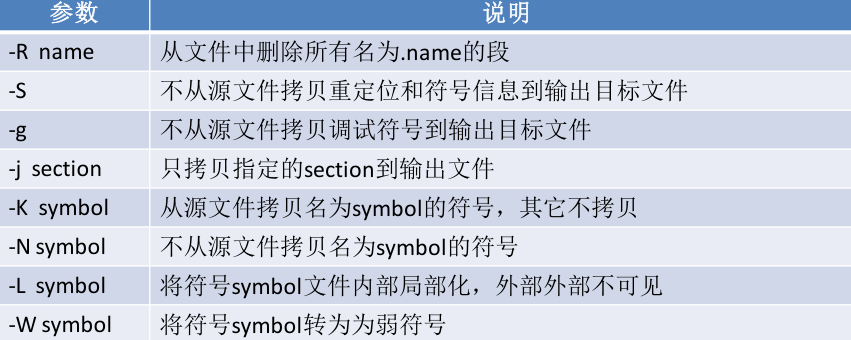 参数 说明
-R name 从文件中删除所有名为.name的段
-S 不从源文件拷贝重定位和符号信息到输出目标文件
-g 不从源文件拷贝调试符号到输出目标文件
-j section 只拷贝指定的section到输出文件
-K symbol 从源文件拷贝名为symbol的符号，其它不拷贝
-N symbol 不从源文件拷贝名为symbol的符号
-L symbol 将符号symbol文件内部局部化，外部外部不可见
-W symbol 将符号symbol转为为弱符号